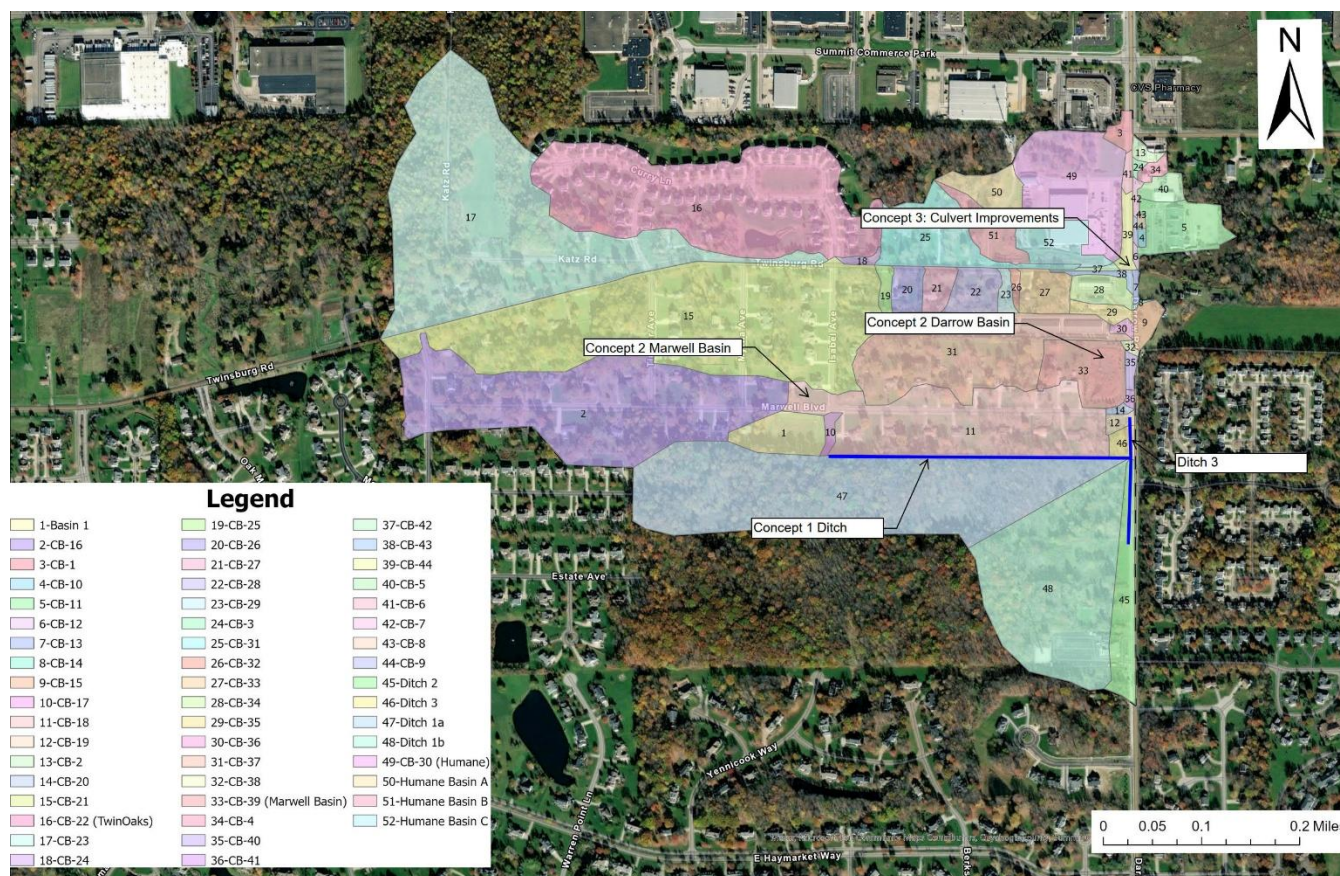 Summit Commerce Park
N
CVS Pharmacy
3
13
24
34
41
49
40
42
43
44
4
5
39
6
50
51
52
25
Katz Rd
17
Curry Ln
16
Concept 3: Culvert Improvements
Katz Rd
Twinsburg Rd
18
37
38
7
8
19
20
21
22
23
26
27
28
29
9
30
15
Isabel Ave
Concept 2 Darrow Basin
Concept 2 Marwell Basin
31
32
33
35
36
Twinsburg Rd
2
Marwell Blvd
1
10
11
14
12
46
Ditch 3
47
Concept 1 Ditch
48
45
Estate Ave
Yennicook Way
Warren Point Ln
E Haymarket Way
Legend
1-Basin 1
2-CB-16
3-CB-1
4-CB-10
5-CB-11
6-CB-12
7-CB-13
8-CB-14
9-CB-15
10-CB-17
11-CB-18
12-CB-19
13-CB-2
14-CB-20
15-CB-21
16-CB-22 (TwinOaks)
17-CB-23
18-CB-24
19-CB-25
20-CB-26
21-CB-27
22-CB-28
23-CB-29
24-CB-3
25-CB-31
26-CB-32
27-CB-33
28-CB-34
29-CB-35
30-CB-36
31-CB-37
32-CB-38
33-CB-39 (Marwell Basin)
34-CB-4
35-CB-40
36-CB-41
37-CB-42
38-CB-43
39-CB-44
40-CB-5
41-CB-6
42-CB-7
43-CB-8
44-CB-9
45-Ditch 2
46-Ditch 3
47-Ditch 1a
48-Ditch 1b
49-CB-30 (Humane)
50-Humane Basin A
51-Humane Basin B
52-Humane Basin C
0 0.05 0.1 0.2 Miles